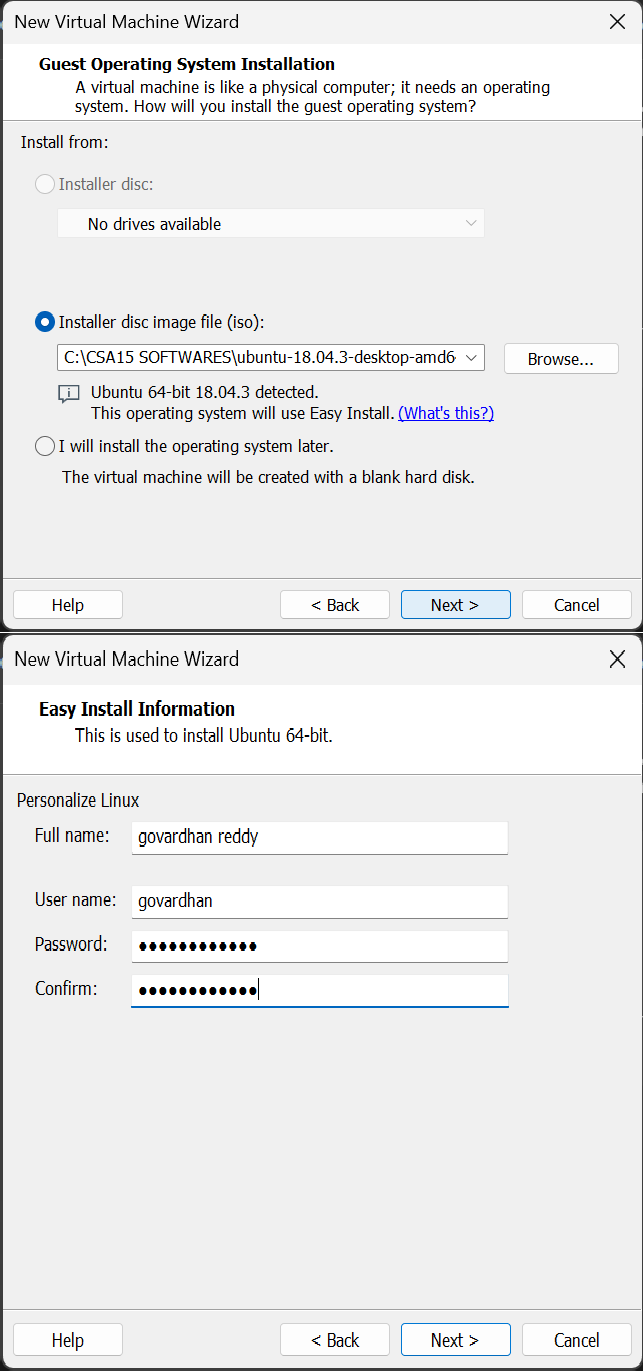 New Virtual Machine Wizard
Guest Operating System Installation
A virtual machine is like a physical computer; it needs an operating
system. How will you install the guest operating system?
Install from:
Installer disc:
No drives available
Installer disc image file (iso):
C:\CSA15 SOFTWARES\ubuntu-18.04.3-desktop-amd6
Browse...
Ubuntu 64-bit 18.04.3 detected.
This operating system will use Easy Install. (What's this?)
I will install the operating system later.
The virtual machine will be created with a blank hard disk.
Help
< Back
Next >
Cancel
New Virtual Machine Wizard
Easy Install Information
This is used to install Ubuntu 64-bit.
Personalize Linux
Full name:
govardhan reddy
User name:
govardhan
Password:
●●●●●●●●●●●●
Confirm:
●●●●●●●●●●●●
Help
< Back
Next >
Cancel